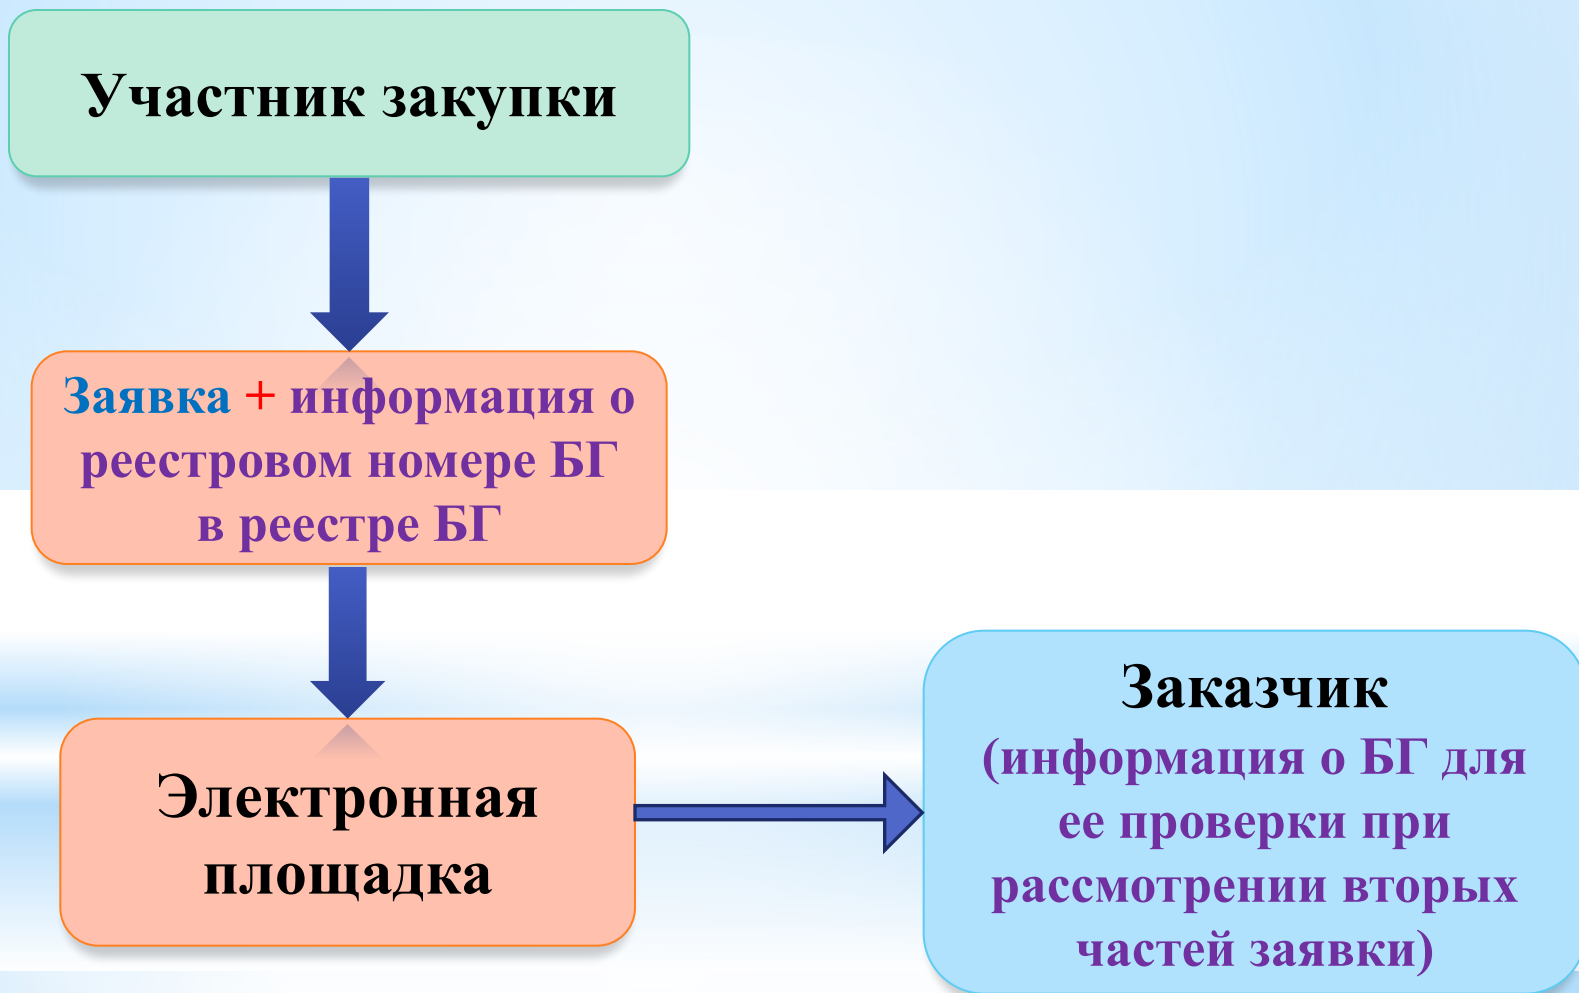 Участник закупки
Заявка + информация о
реестровом номере БГ
в реестре БГ
Электронная
площадка
Заказчик
(информация о БГ для
ее проверки при
рассмотрении вторых
частей заявки)